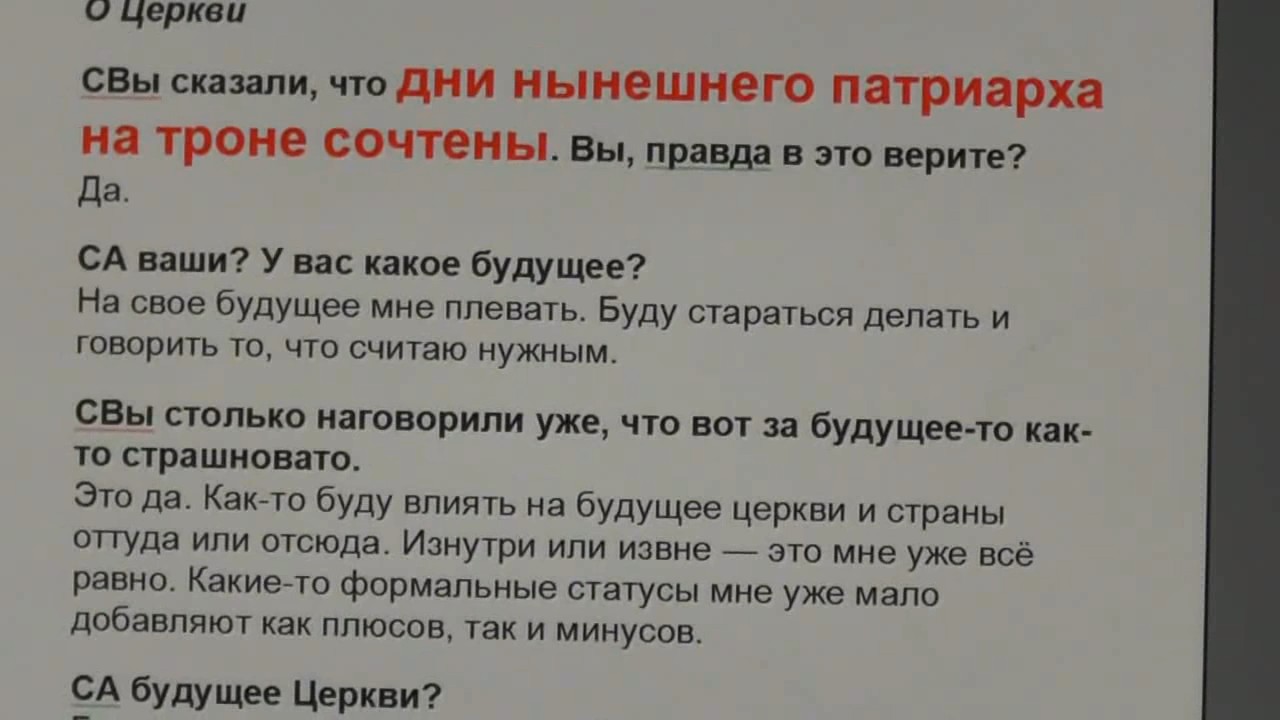 О Церкви
СВы сказали, что дни нынешнего патриарха
на троне сочтены. Вы, правда в это верите?
Да.
СА ваши? У вас какое будущее?
На свое будущее мне плевать. Буду стараться делать и
говорить то, что считаю нужным.
СВы столько наговорили уже, что вот за будущее-то как-
то страшновато.
Это да. Как-то буду влиять на будущее церкви и страны
оттуда или отсюда. Изнутри или извне — это мне уже всё
равно. Какие-то формальные статусы мне уже мало
добавляют как плюсов, так и минусов.
СА будущее Церкви?